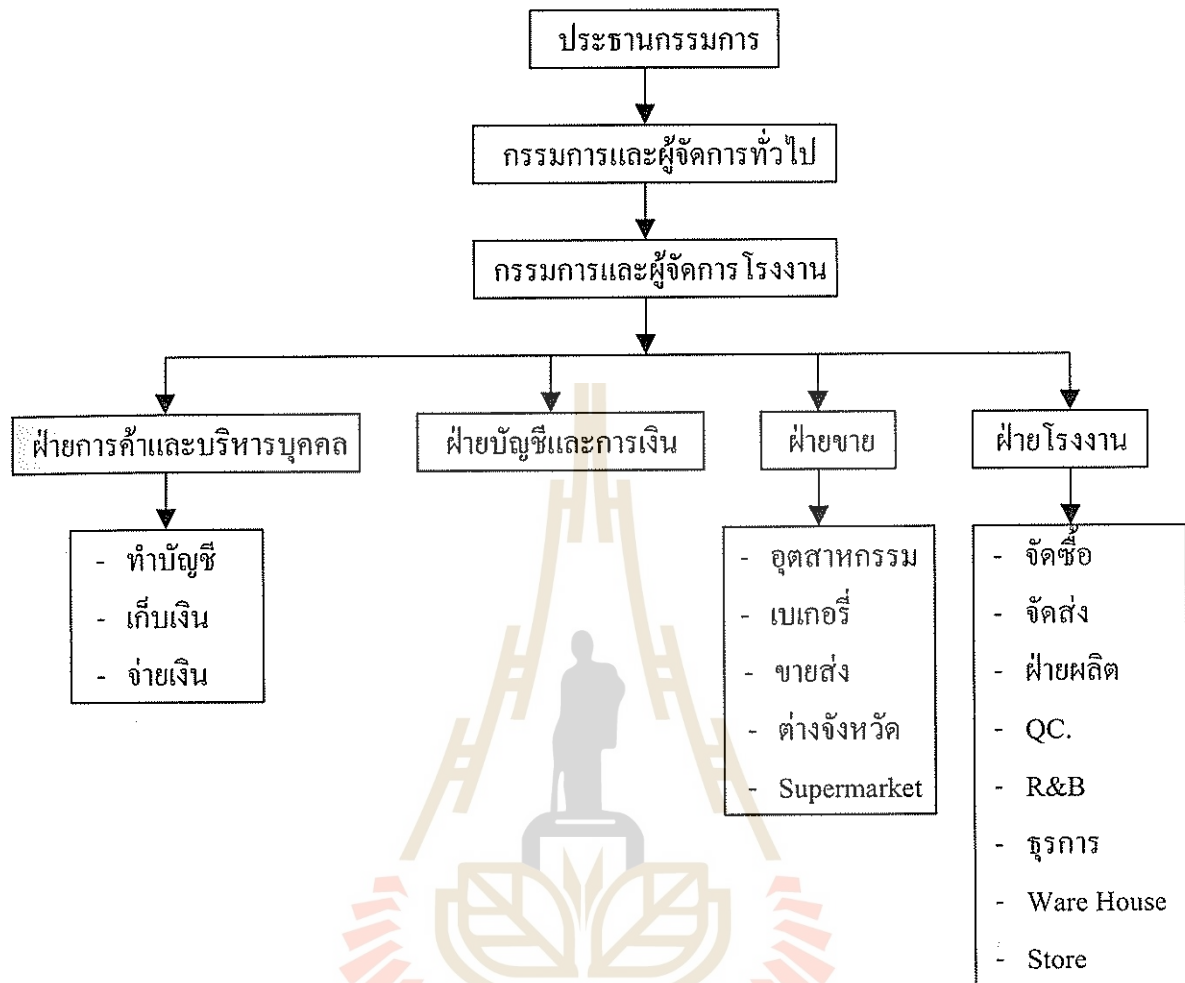 ประธานกรรมการ
กรรมการและผู้จัดการทั่วไป
กรรมการและผู้จัดการโรงงาน
ฝ่ายการค้าและบริหารบุคคล
ฝ่ายบัญชีและการเงิน
ฝ่ายขาย
ฝ่ายโรงงาน
- ทำบัญชี
- เก็บเงิน
- จ่ายเงิน
- อุตสาหกรรม
- เบเกอรี่
- ขายส่ง
- ต่างจังหวัด
- Supermarket
- จัดซื้อ
- จัดส่ง
- ฝ่ายผลิต
- QC.
- R&B
- ธุรการ
- Ware House
- Store